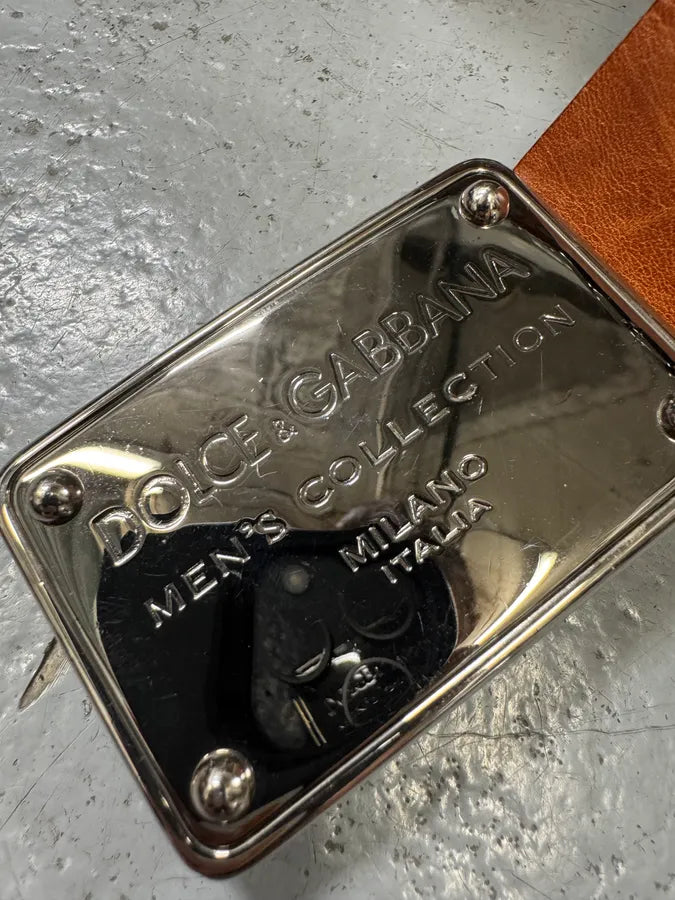 DOLCE & GABBANA
MEN'S COLLECTION
MILANO
ITALIA